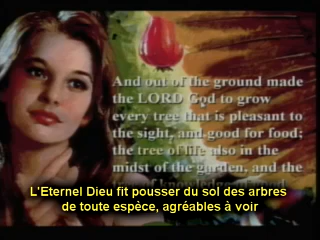 And out of the ground made
the LORD God to grow
every tree that is pleasant to
the sight, and good for food;
the tree of life also in the
midst of the garden, and the
L'Eternel Dieu fit pousser du sol des arbres
de toute espèce, agréables à voir